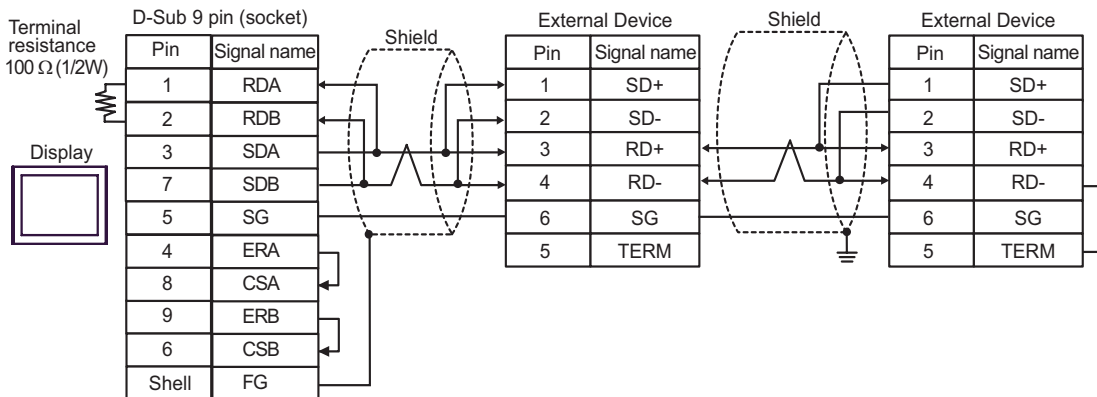 Terminal
resistance
100 Ω (1/2W)
Display
D-Sub 9 pin (socket)
Pin Signal name
1 RDA
2 RDB
3 SDA
7 SDB
5 SG
4 ERA
8 CSA
9 ERB
6 CSB
Shell FG
Shield
External Device
Pin Signal name
1 SD+
2 SD-
3 RD+
4 RD-
6 SG
5 TERM
Shield
External Device
Pin Signal name
1 SD+
2 SD-
3 RD+
4 RD-
6 SG
5 TERM